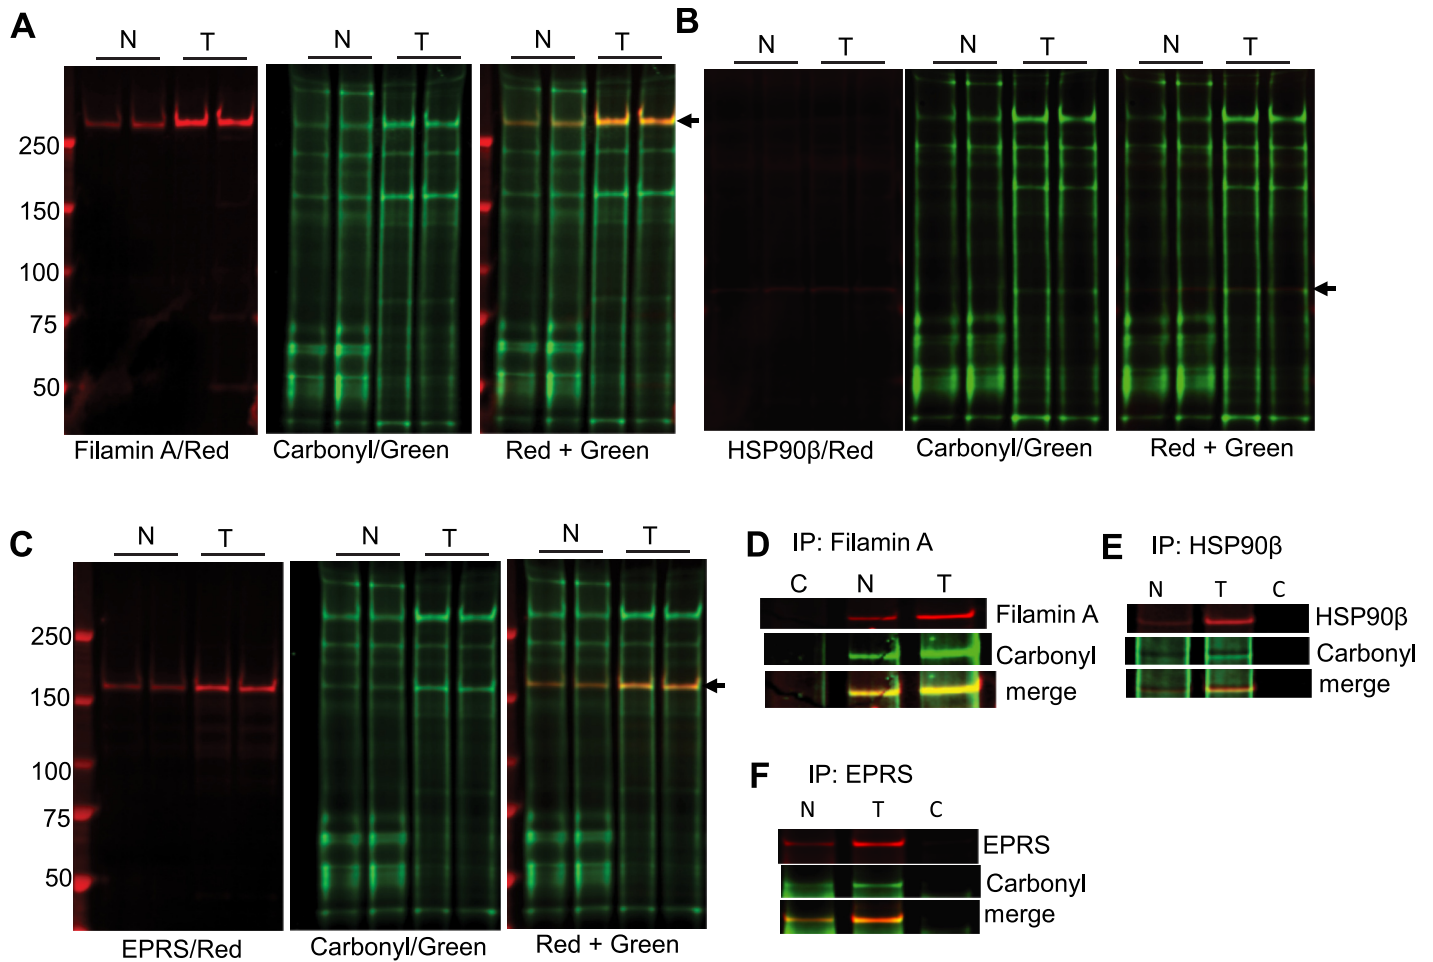 A
N T
N T
N T
250
150
100
75
50
Filamin A/Red
Carbonyl/Green
Red + Green
B
N T
N T
N T
HSP90β/Red
Carbonyl/Green
Red + Green
C
N T
N T
N T
250
150
100
75
50
EPRS/Red
Carbonyl/Green
Red + Green
D IP: Filamin A
C N T
Filamin A
Carbonyl
merge
E IP: HSP90β
N T C
HSP90β
Carbonyl
merge
F IP: EPRS
N T C
EPRS
Carbonyl
merge